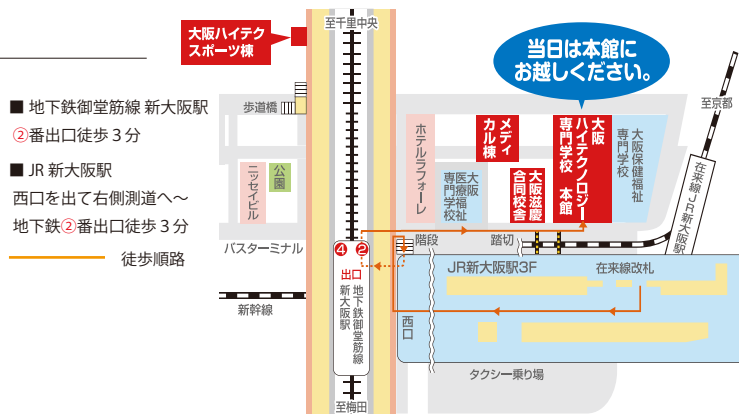 大阪ハイテク
スポーツ棟
至千里中央
当日は本館に
お越しください。
■ 地下鉄御堂筋線 新大阪駅
②番出口徒歩３分
■ JR 新大阪駅
西口を出て右側測道へ〜
地下鉄②番出口徒歩３分
徒歩順路
歩道橋
ニッセイビル
公園
バスターミナル
新幹線
ホテルラフォーレ
大阪医療福祉
専門学校
メディ
カル棟
大阪滋慶
合同校舎
大阪
ハイテクノロジー
専門学校 本館
大阪保健福祉
専門学校
至京都
在来線JR新大阪駅
④ ②
出口
地下鉄御堂筋線
新大阪駅
階段
踏切
JR新大阪駅3F
在来線改札
西口
タクシー乗り場
至梅田